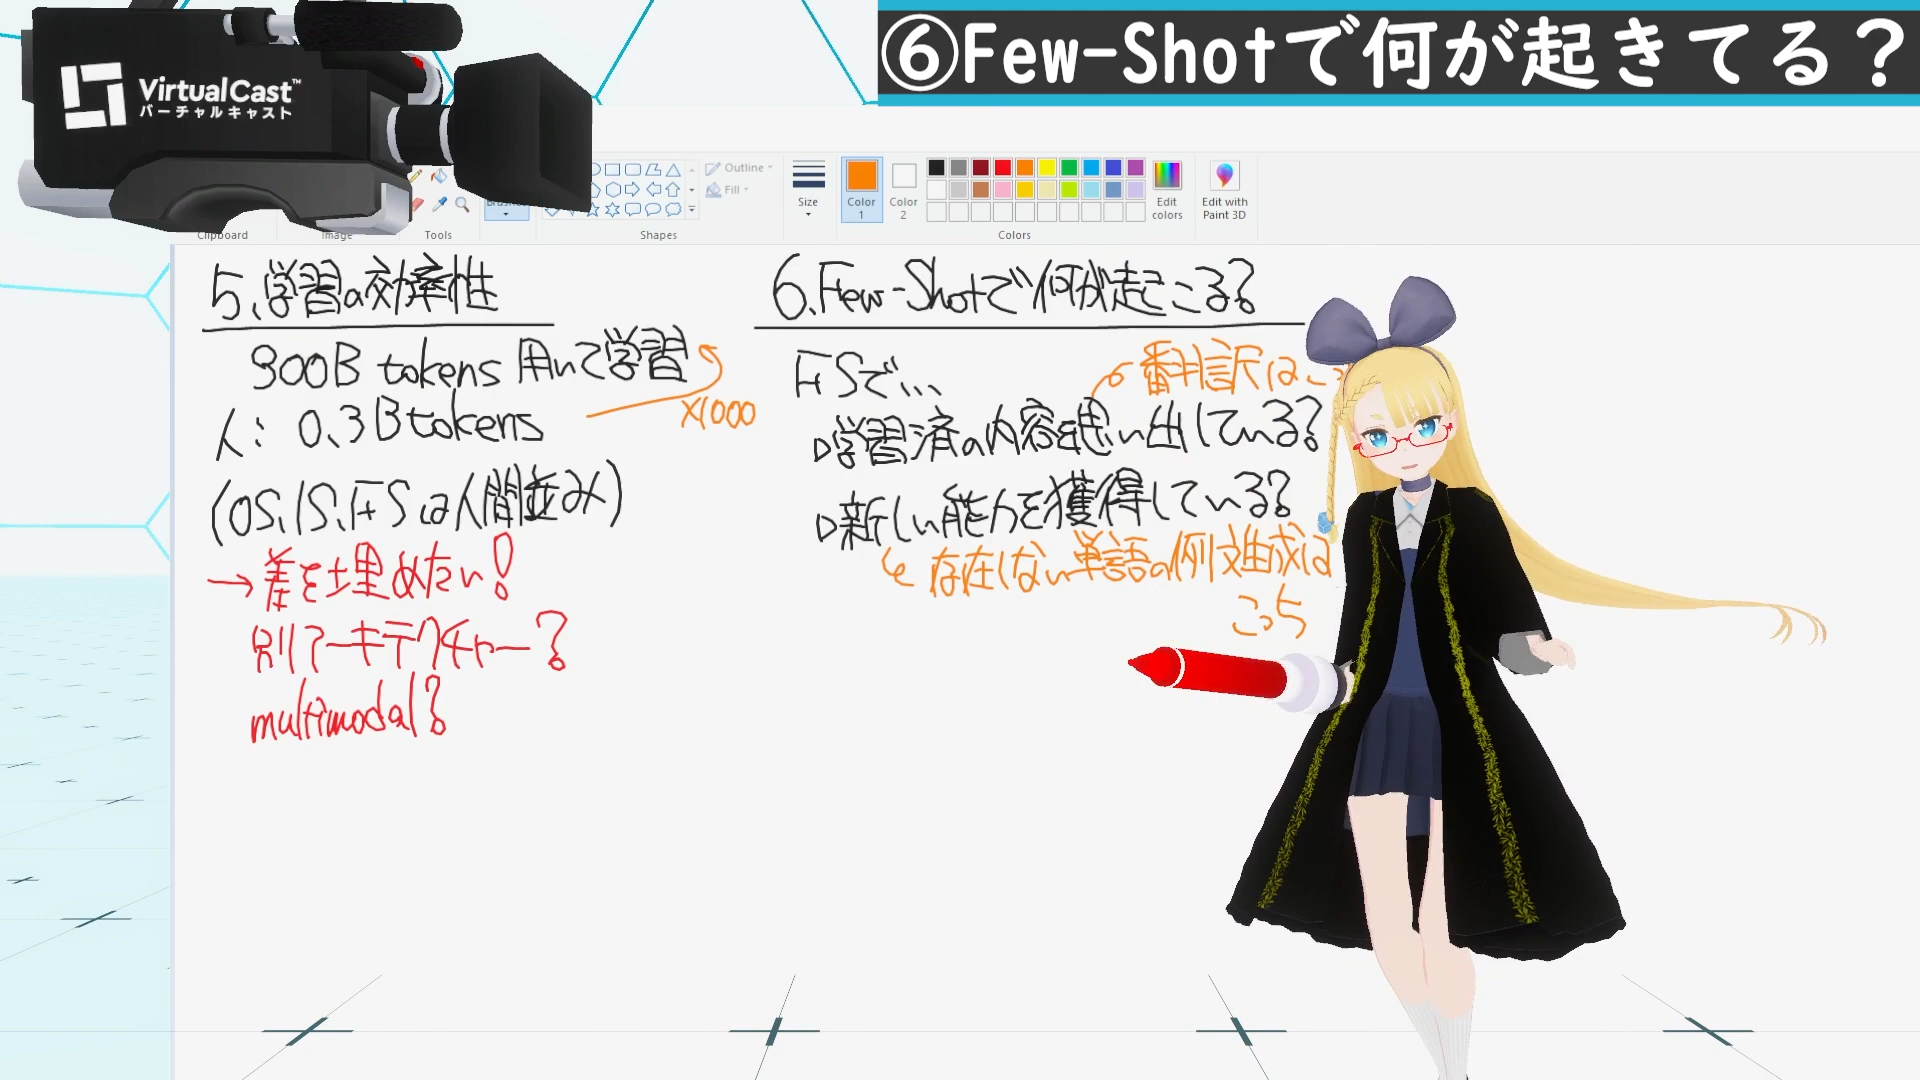 ⑥Few-Shotで何が起きてる？
VirtualCast™
バーチャルキャスト
Outline
Fill
Size
Color 1
Color 2
Edit colors
Edit with Paint 3D
Clipboard
Image
Tools
Shapes
Colors
5.学習の効率性
300B tokens 用いて学習
×1000
人: 0.3B tokens
(OS、1S、FSは人間並み)
→差を埋めたい!
別アーキテクチャー?
multimodal?
6.Few-Shotで何が起こる?
FSで...
翻訳はこ
学習済の内容を思い出している?
新しい能力を獲得している?
存在しない単語の例文生成は
こっち